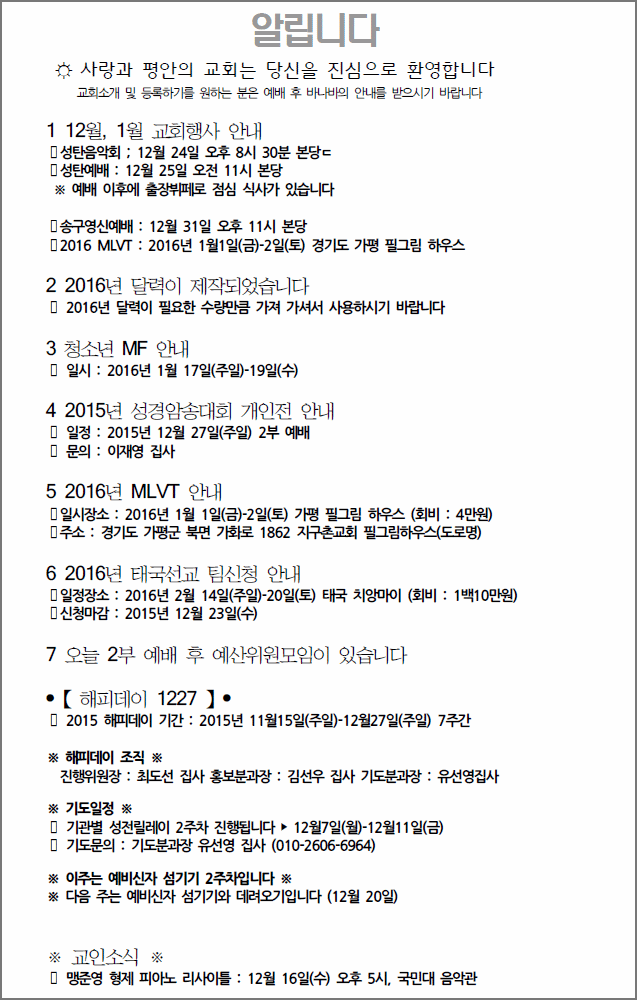 알립니다
☼ 사랑과 평안의 교회는 당신을 진심으로 환영합니다
교회소개 및 등록하기를 원하는 분은 예배 후 바나바의 안내를 받으시기 바랍니다
1 12월, 1월 교회행사 안내
▯성탄음악회 ; 12월 24일 오후 8시 30분 본당ㄷ
▯성탄예배 : 12월 25일 오전 11시 본당
※ 예배 이후에 출장뷔페로 점심 식사가 있습니다
▯송구영신예배 : 12월 31일 오후 11시 본당
▯2016 MLVT : 2016년 1월1일(금)-2일(토) 경기도 가평 필그림 하우스
2 2016년 달력이 제작되었습니다
▯ 2016년 달력이 필요한 수량만큼 가져 가셔서 사용하시기 바랍니다
3 청소년 MF 안내
▯ 일시 : 2016년 1월 17일(주일)-19일(수)
4 2015년 성경암송대회 개인전 안내
▯ 일정 : 2015년 12월 27일(주일) 2부 예배
▯ 문의 : 이재영 집사
5 2016년 MLVT 안내
▯일시장소 : 2016년 1월 1일(금)-2일(토) 가평 필그림 하우스 (회비 : 4만원)
▯주소 : 경기도 가평군 북면 가화로 1862 지구촌교회 필그림하우스(도로명)
6 2016년 태국선교 팀신청 안내
▯일정장소 : 2016년 2월 14일(주일)-20일(토) 태국 치앙마이 (회비 : 1백10만원)
▯신청마감 : 2015년 12월 23일(수)
7 오늘 2부 예배 후 예산위원모임이 있습니다
•【 해피데이 1227 】•
▯ 2015 해피데이 기간 : 2015년 11월15일(주일)-12월27일(주일) 7주간
※ 해피데이 조직 ※
진행위원장 : 최도선 집사 홍보분과장 : 김선우 집사 기도분과장 : 유선영집사
※ 기도일정 ※
▯ 기관별 성전릴레이 2주차 진행됩니다 ▶ 12월7일(월)-12월11일(금)
▯ 기도문의 : 기도분과장 유선영 집사 (010-2606-6964)
※ 이주는 예비신자 섬기기 2주차입니다 ※
※ 다음 주는 예비신자 섬기기와 데려오기입니다 (12월 20일)
※ 교인소식 ※
▯ 맹준영 형제 피아노 리사이틀 : 12월 16일(수) 오후 5시, 국민대 음악관